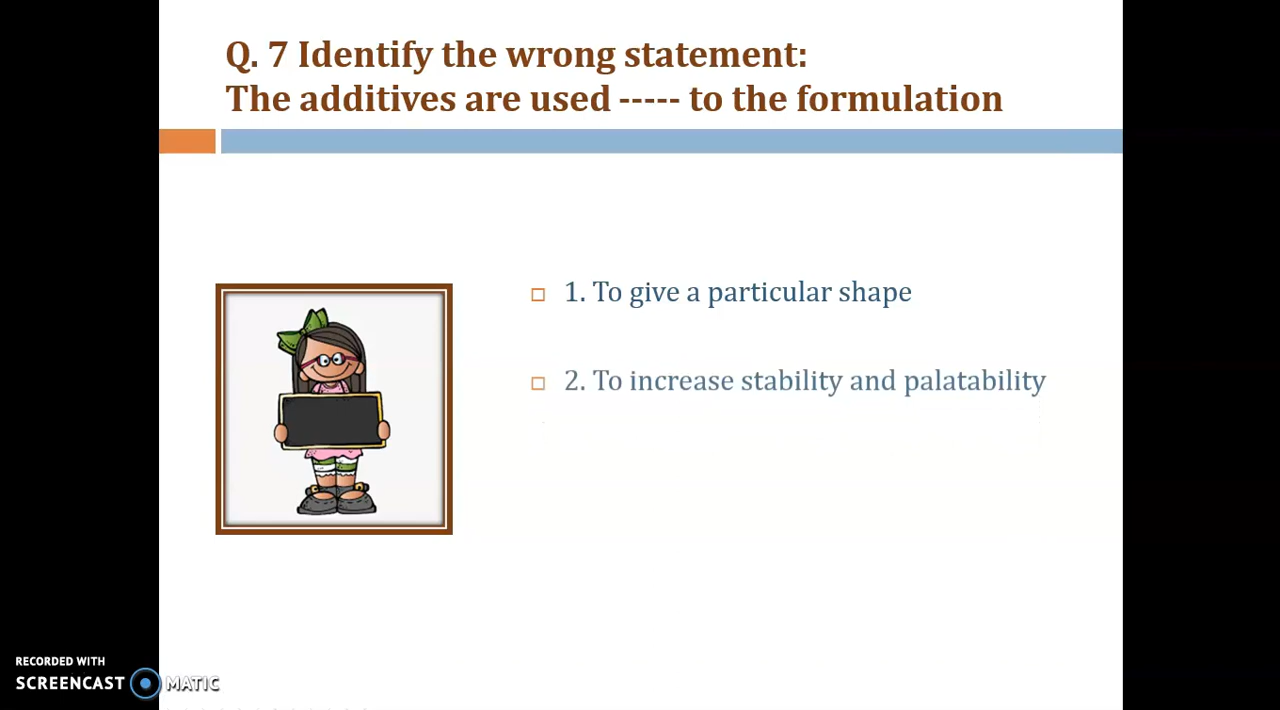 Q. 7 Identify the wrong statement:
The additives are used ----- to the formulation
1. To give a particular shape
2. To increase stability and palatability
RECORDED WITH
SCREENCAST MATIC